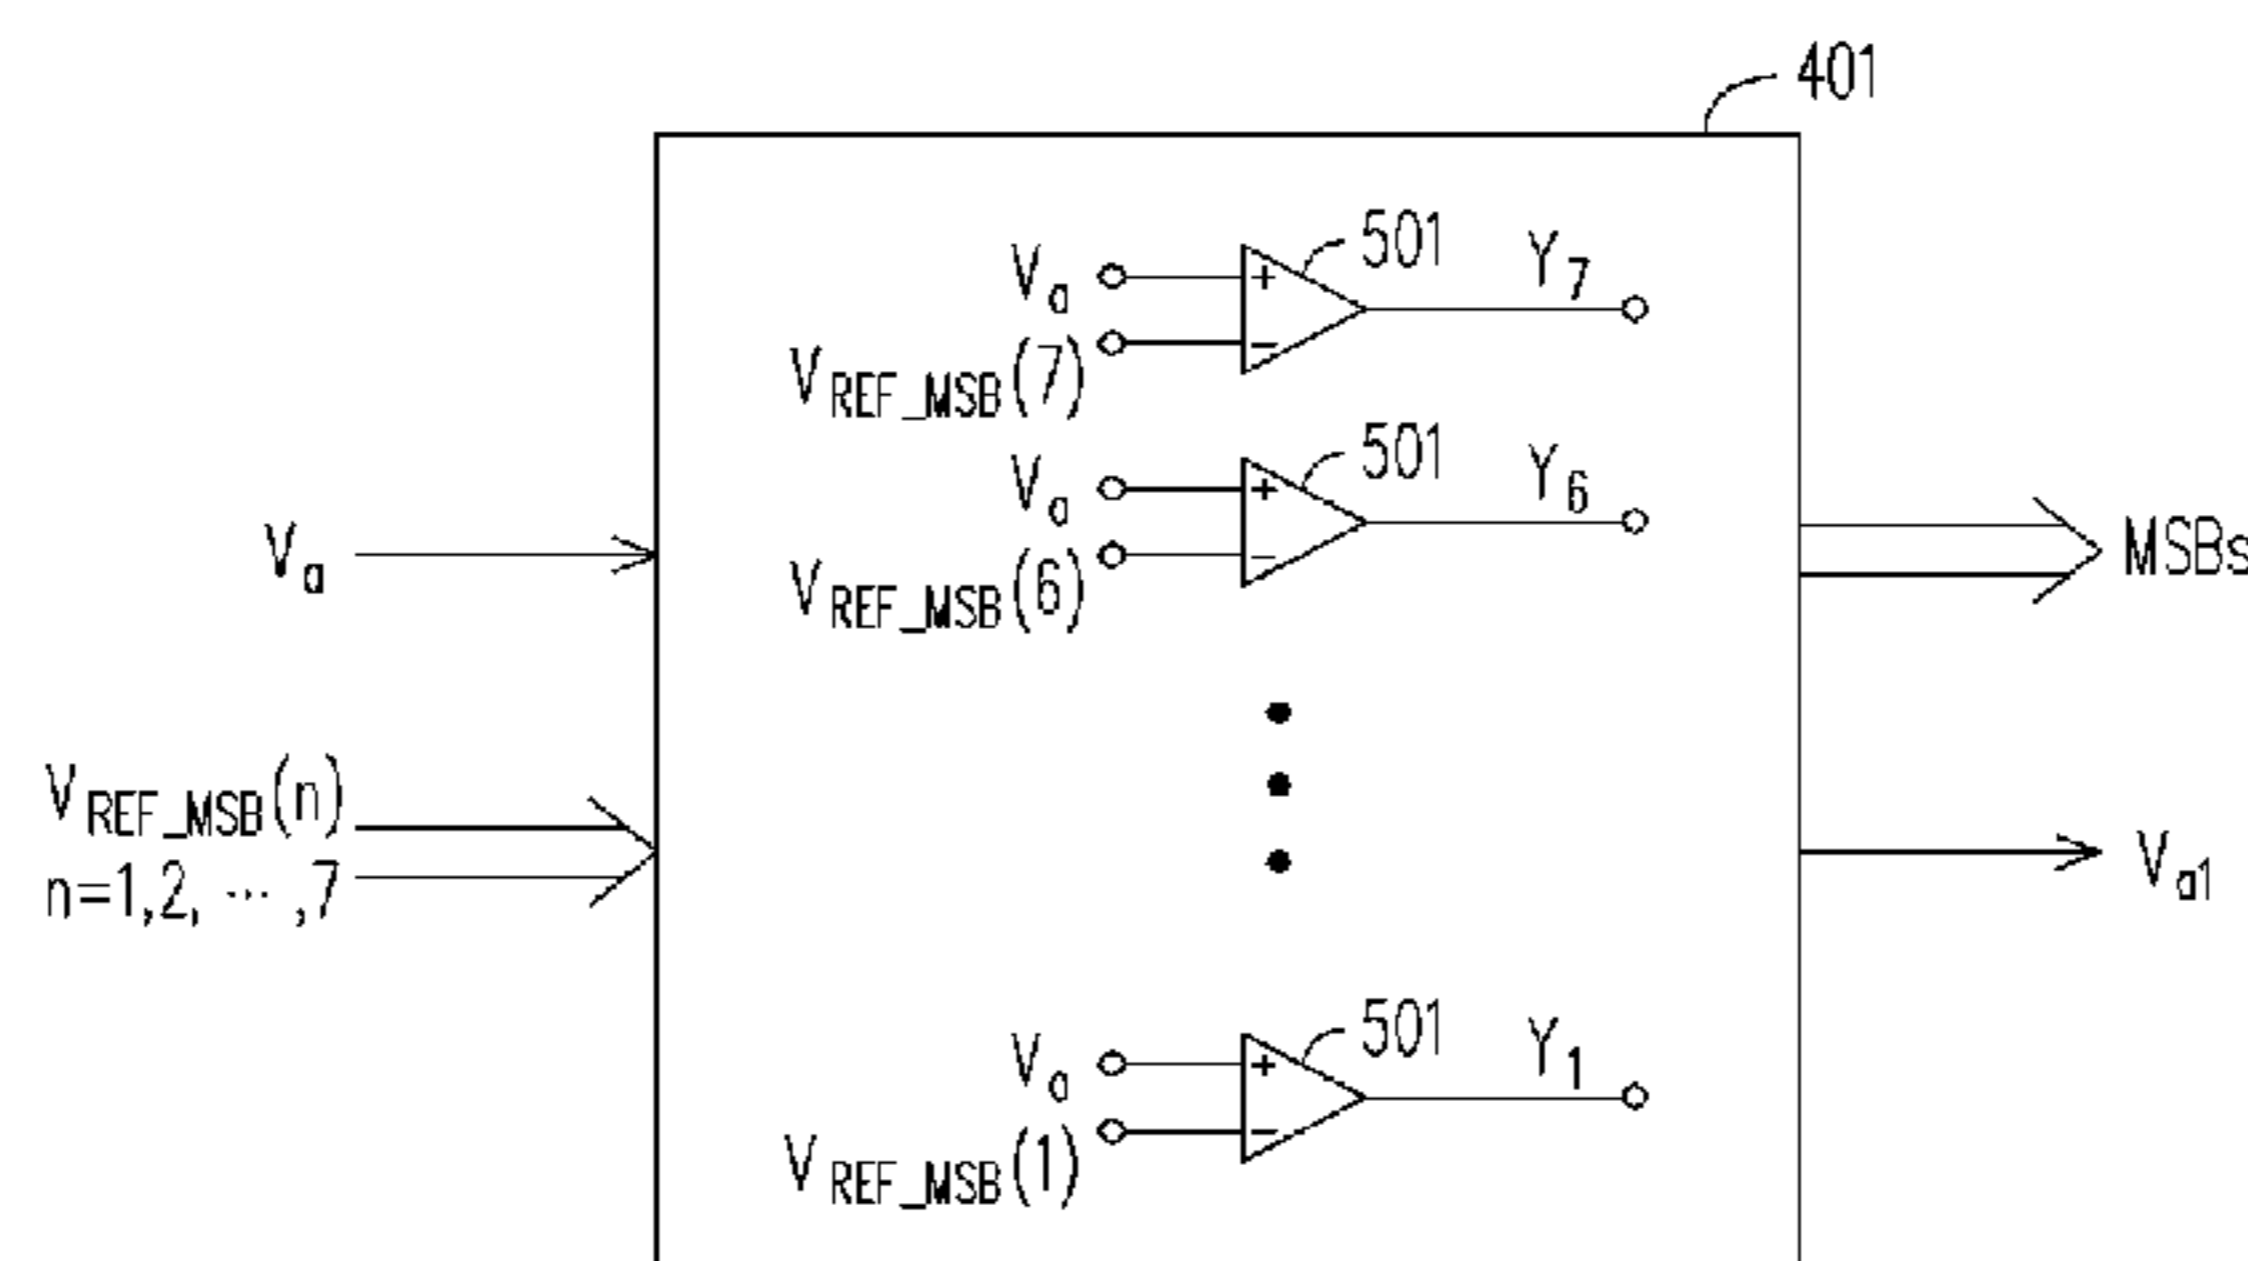 401
501
Va
Y7
VREF_MSB(7)
501
Va
Y6
VREF_MSB(6)
Va
MSBs
VREF_MSB(n)
n=1,2, ··· ,7
Va1
501
Va
Y1
VREF_MSB(1)